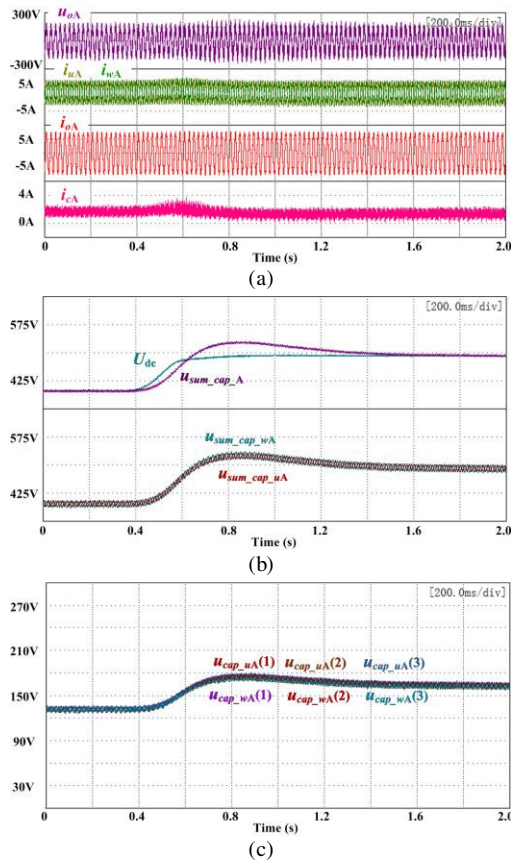 300V
u_oA
[200.0ms/div]
-300V
i_uA i_wA
5A
-5A
i_oA
5A
-5A
4A
i_cA
0A
0 0.4 0.8 1.2 1.6 2.0
Time (s)
(a)
[200.0ms/div]
575V
U_dc
u_sum_cap_A
425V
575V
u_sum_cap_wA
u_sum_cap_uA
425V
0 0.4 0.8 1.2 1.6 2.0
Time (s)
(b)
[200.0ms/div]
270V
210V
u_cap_uA(1) u_cap_uA(2) u_cap_uA(3)
150V
u_cap_wA(1) u_cap_wA(2) u_cap_wA(3)
90V
30V
0 0.4 0.8 1.2 1.6 2.0
Time (s)
(c)